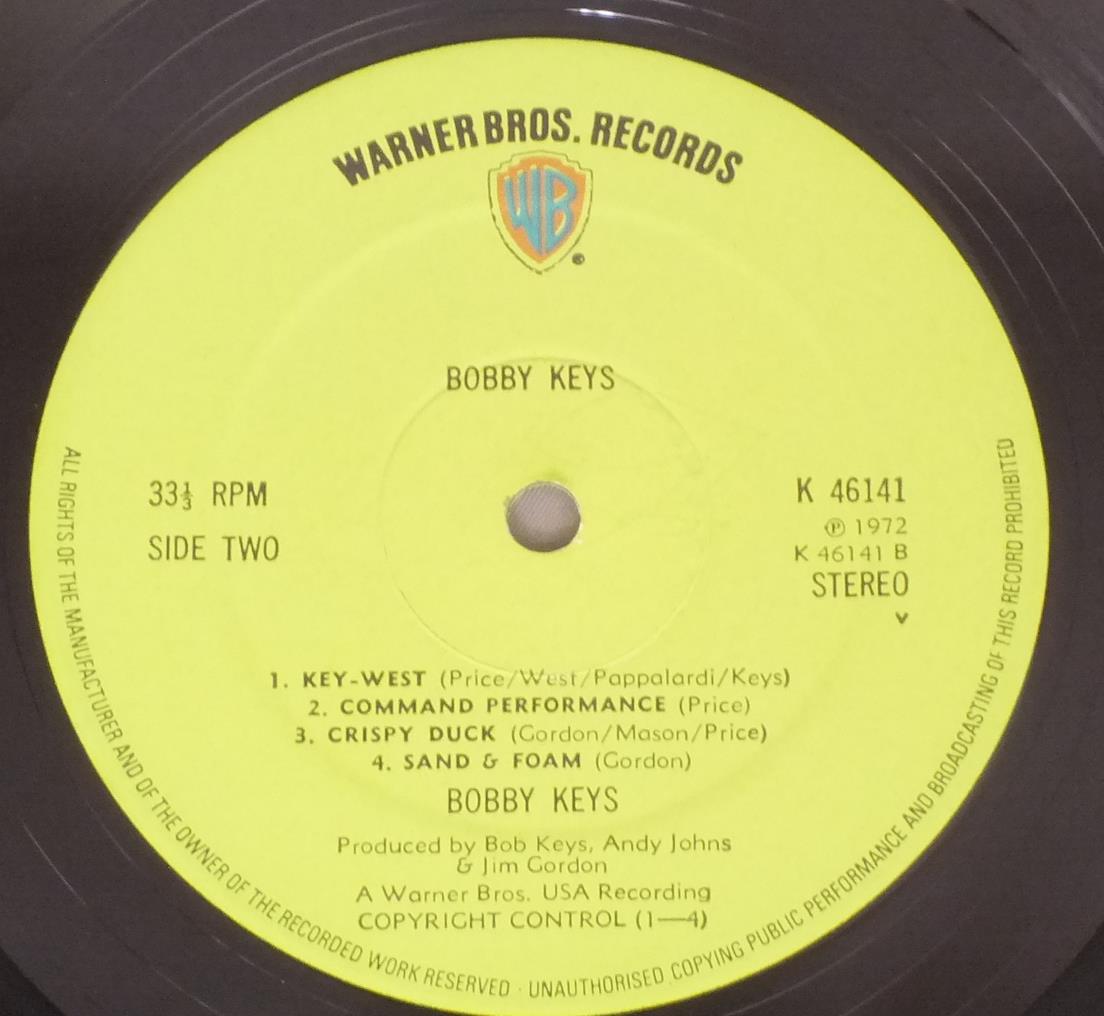 WARNER BROS. RECORDS
WB
BOBBY KEYS
33⅓ RPM
SIDE TWO
K 46141
℗ 1972
K 46141 B
STEREO
1. KEY-WEST (Price/West/Pappalardi/Keys)
2. COMMAND PERFORMANCE (Price)
3. CRISPY DUCK (Gordon/Mason/Price)
4. SAND & FOAM (Gordon)
BOBBY KEYS
Produced by Bob Keys, Andy Johns
& Jim Gordon
A Warner Bros. USA Recording
COPYRIGHT CONTROL (1—4)
ALL RIGHTS OF THE MANUFACTURER AND OF THE OWNER OF THE RECORDED WORK RESERVED · UNAUTHORISED COPYING PUBLIC PERFORMANCE AND BROADCASTING OF THIS RECORD PROHIBITED